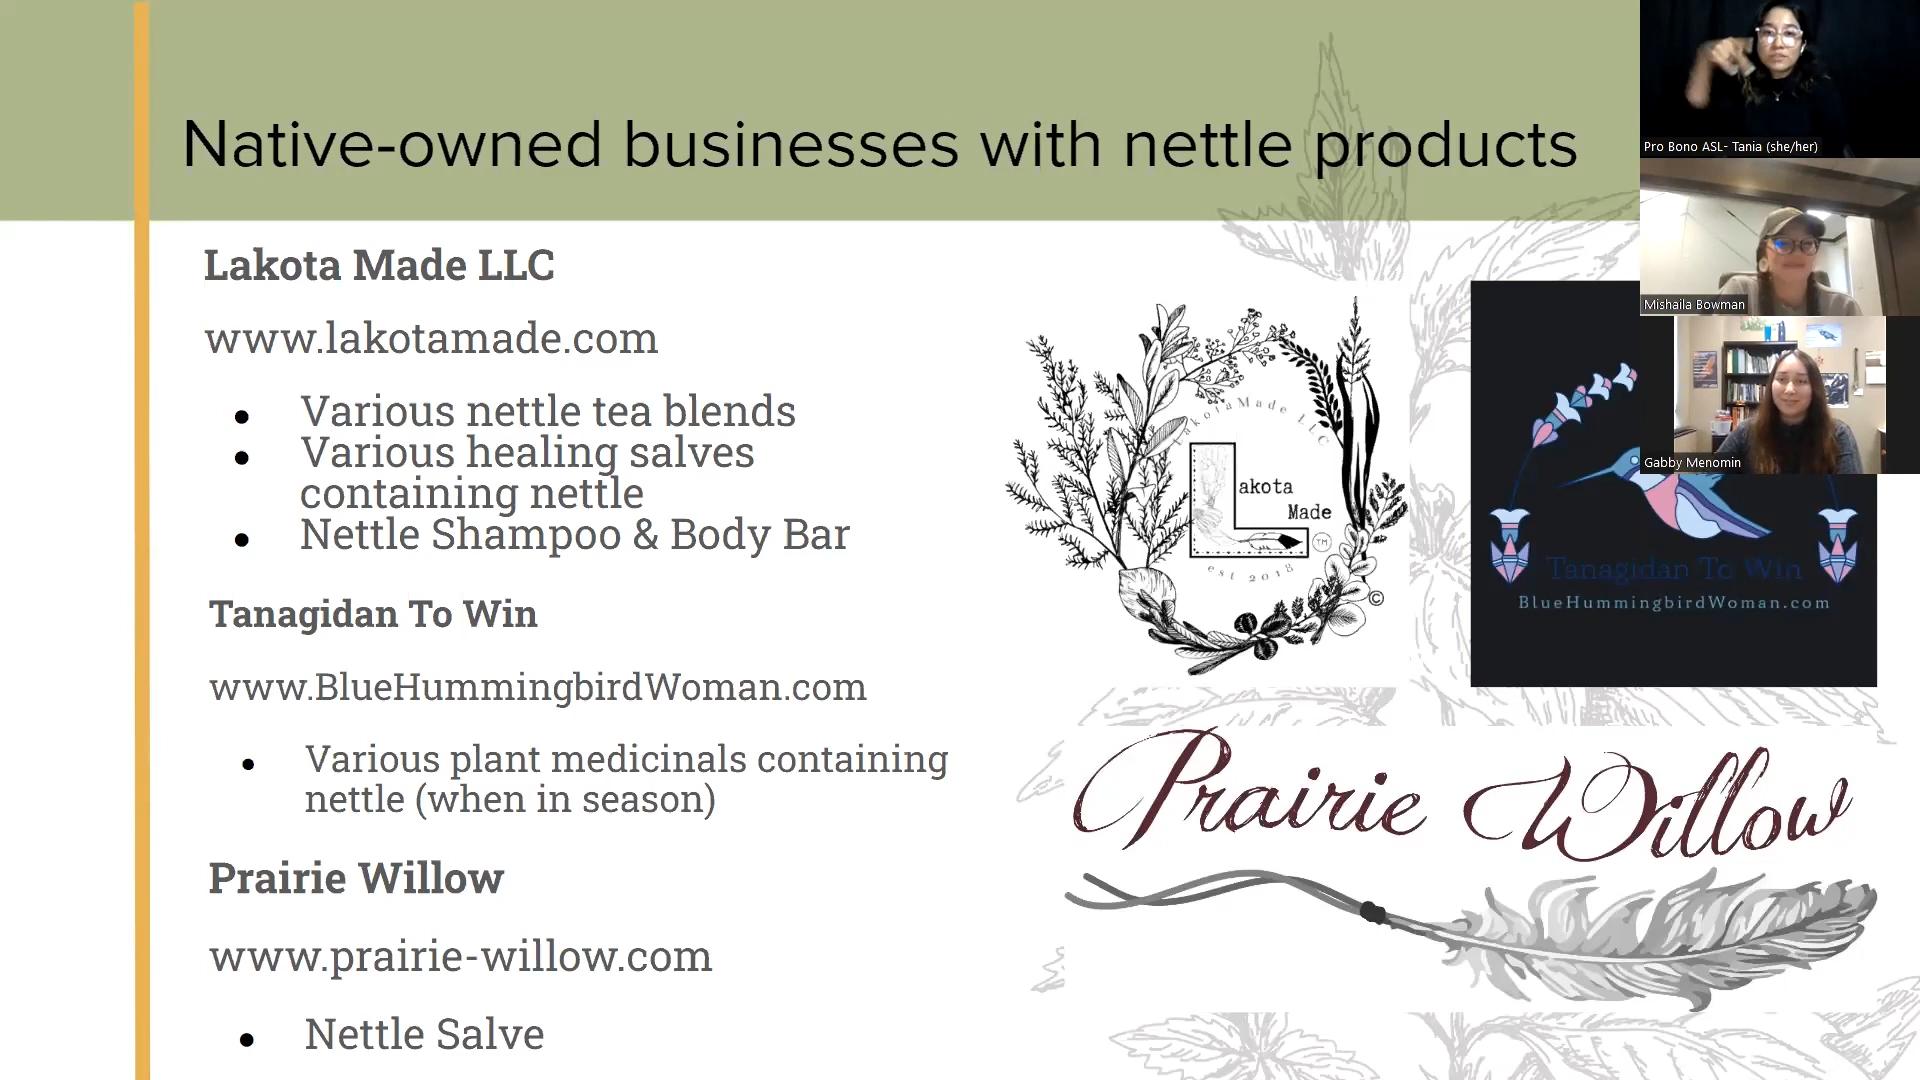 Native-owned businesses with nettle products
Lakota Made LLC
www.lakotamade.com
● Various nettle tea blends
● Various healing salves
containing nettle
● Nettle Shampoo & Body Bar
Tanagidan To Win
www.BlueHummingbirdWoman.com
● Various plant medicinals containing
nettle (when in season)
Prairie Willow
www.prairie-willow.com
● Nettle Salve
LakotaMade LLC
Lakota
Made
TM
est 2018
©
Tanagidan To Win
BlueHummingbirdWoman.com
Prairie Willow
Pro Bono ASL- Tania (she/her)
Mishaila Bowman
Gabby Menomin